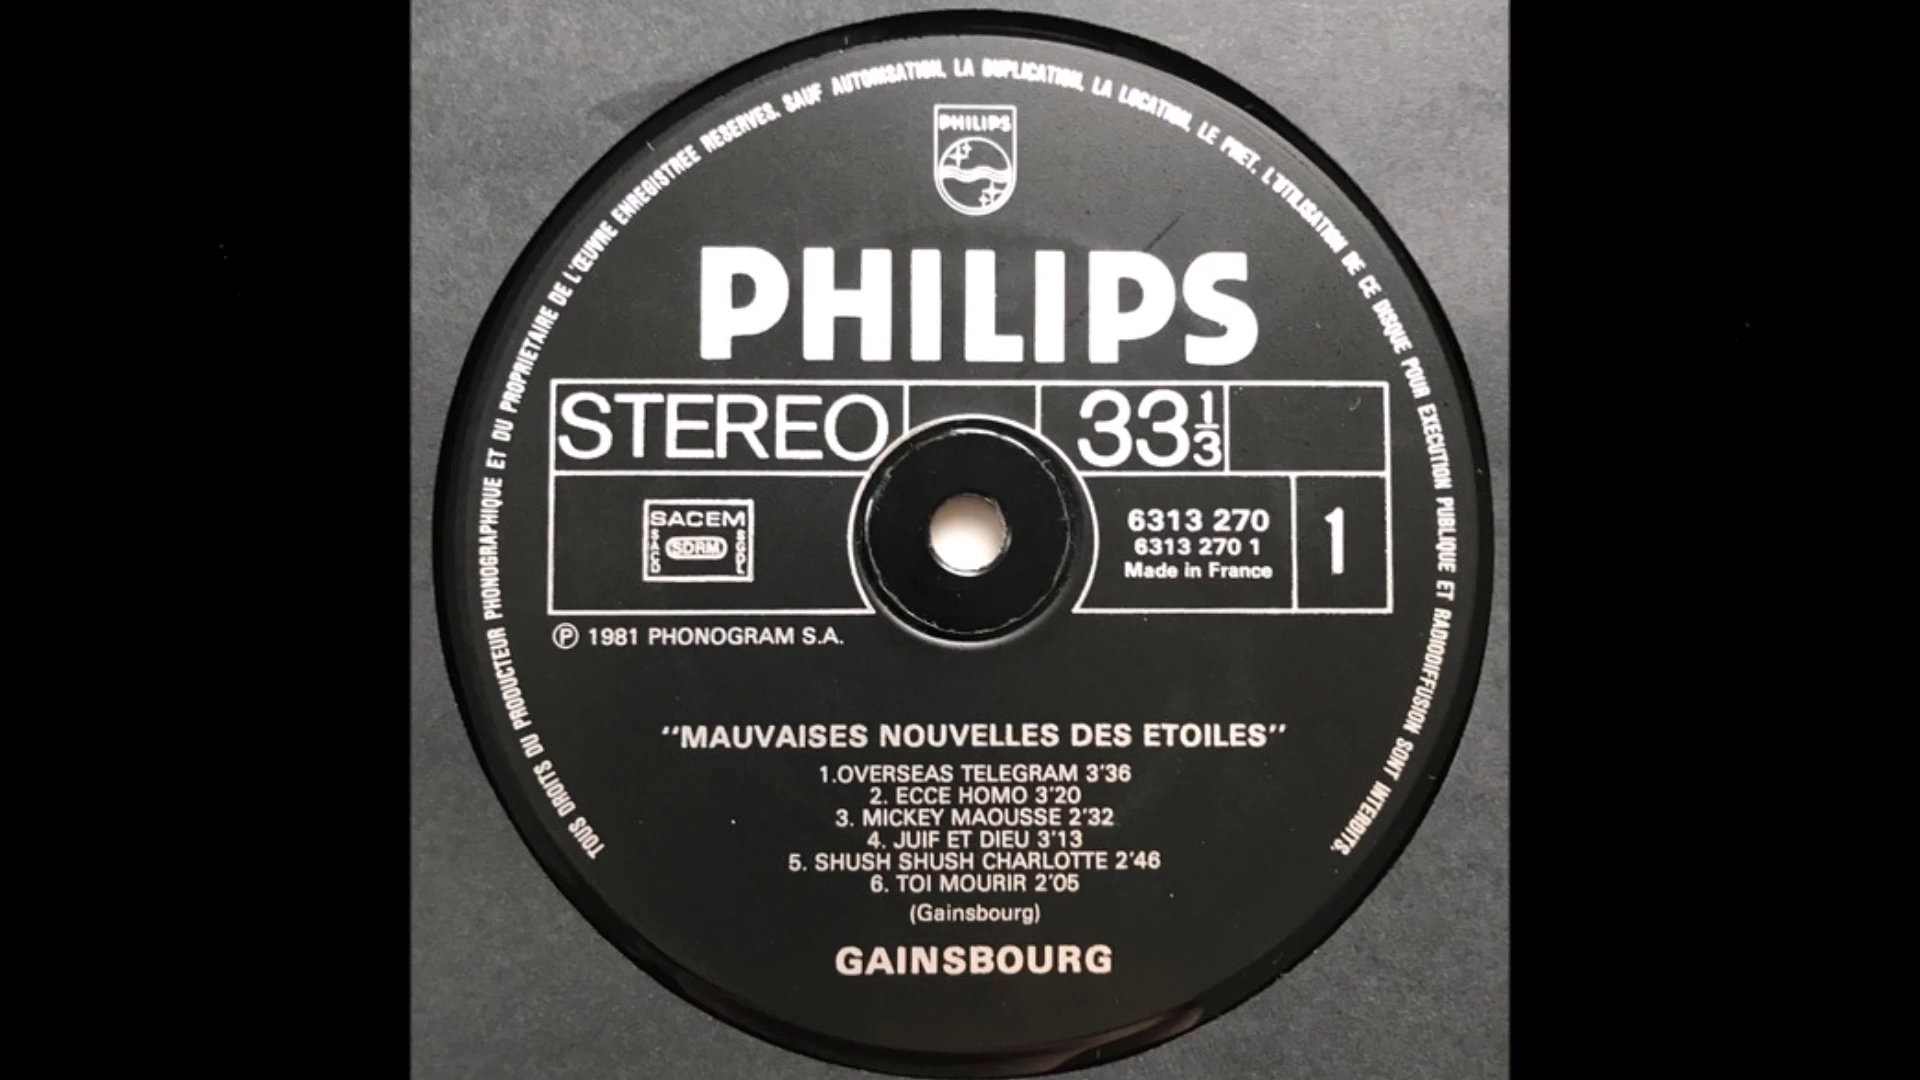 TOUS DROITS DU PRODUCTEUR PHONOGRAPHIQUE ET DU PROPRIETAIRE DE L'ŒUVRE ENREGISTREE RESERVES. SAUF AUTORISATION, LA DUPLICATION, LA LOCATION, LE PRET, L'UTILISATION DE CE DISQUE POUR EXECUTION PUBLIQUE ET RADIODIFFUSION SONT INTERDITS.
PHILIPS
PHILIPS
STEREO 33 1/3
SACEM
SACD SDRM SGDL
6313 270
6313 270 1
Made in France
1
Ⓟ 1981 PHONOGRAM S.A.
"MAUVAISES NOUVELLES DES ETOILES"
1.OVERSEAS TELEGRAM 3'36
2. ECCE HOMO 3'20
3. MICKEY MAOUSSE 2'32
4. JUIF ET DIEU 3'13
5. SHUSH SHUSH CHARLOTTE 2'46
6. TOI MOURIR 2'05
(Gainsbourg)
GAINSBOURG